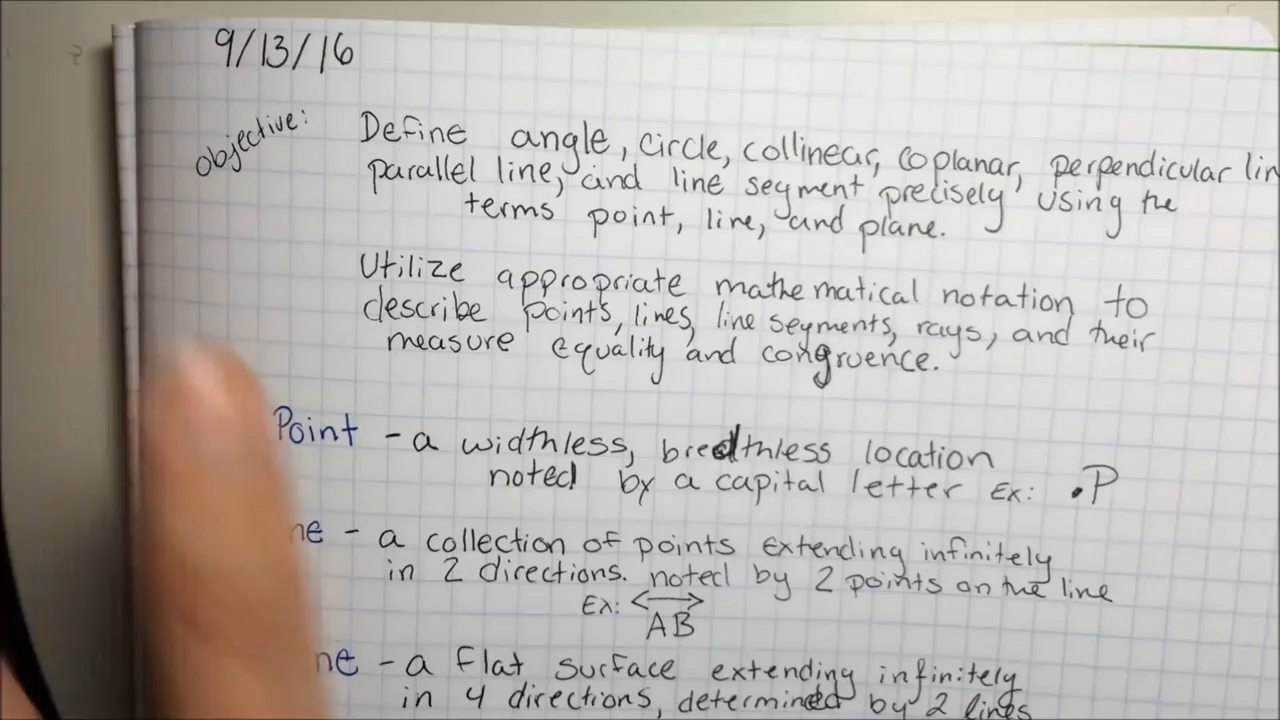 9/13/16
Objective: Define angle, circle, collinear, coplanar, perpendicular lin
parallel line, and line segment precisely using the
terms point, line, and plane.
Utilize appropriate mathematical notation to
describe points, lines, line segments, rays, and their
measure equality and congruence.
Point - a widthless, bredthless location
noted by a capital letter Ex: .P
ne - a collection of points extending infinitely
in 2 directions. noted by 2 points on the line
Ex: ↔
AB
ne - a flat surface extending infinitely
in 4 directions, determined by 2 lines